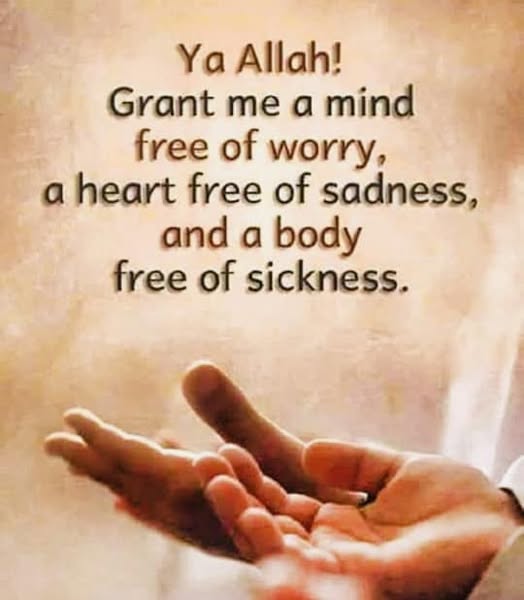 Ya Allah!
Grant me a mind
free of worry,
a heart free of sadness,
and a body
free of sickness.